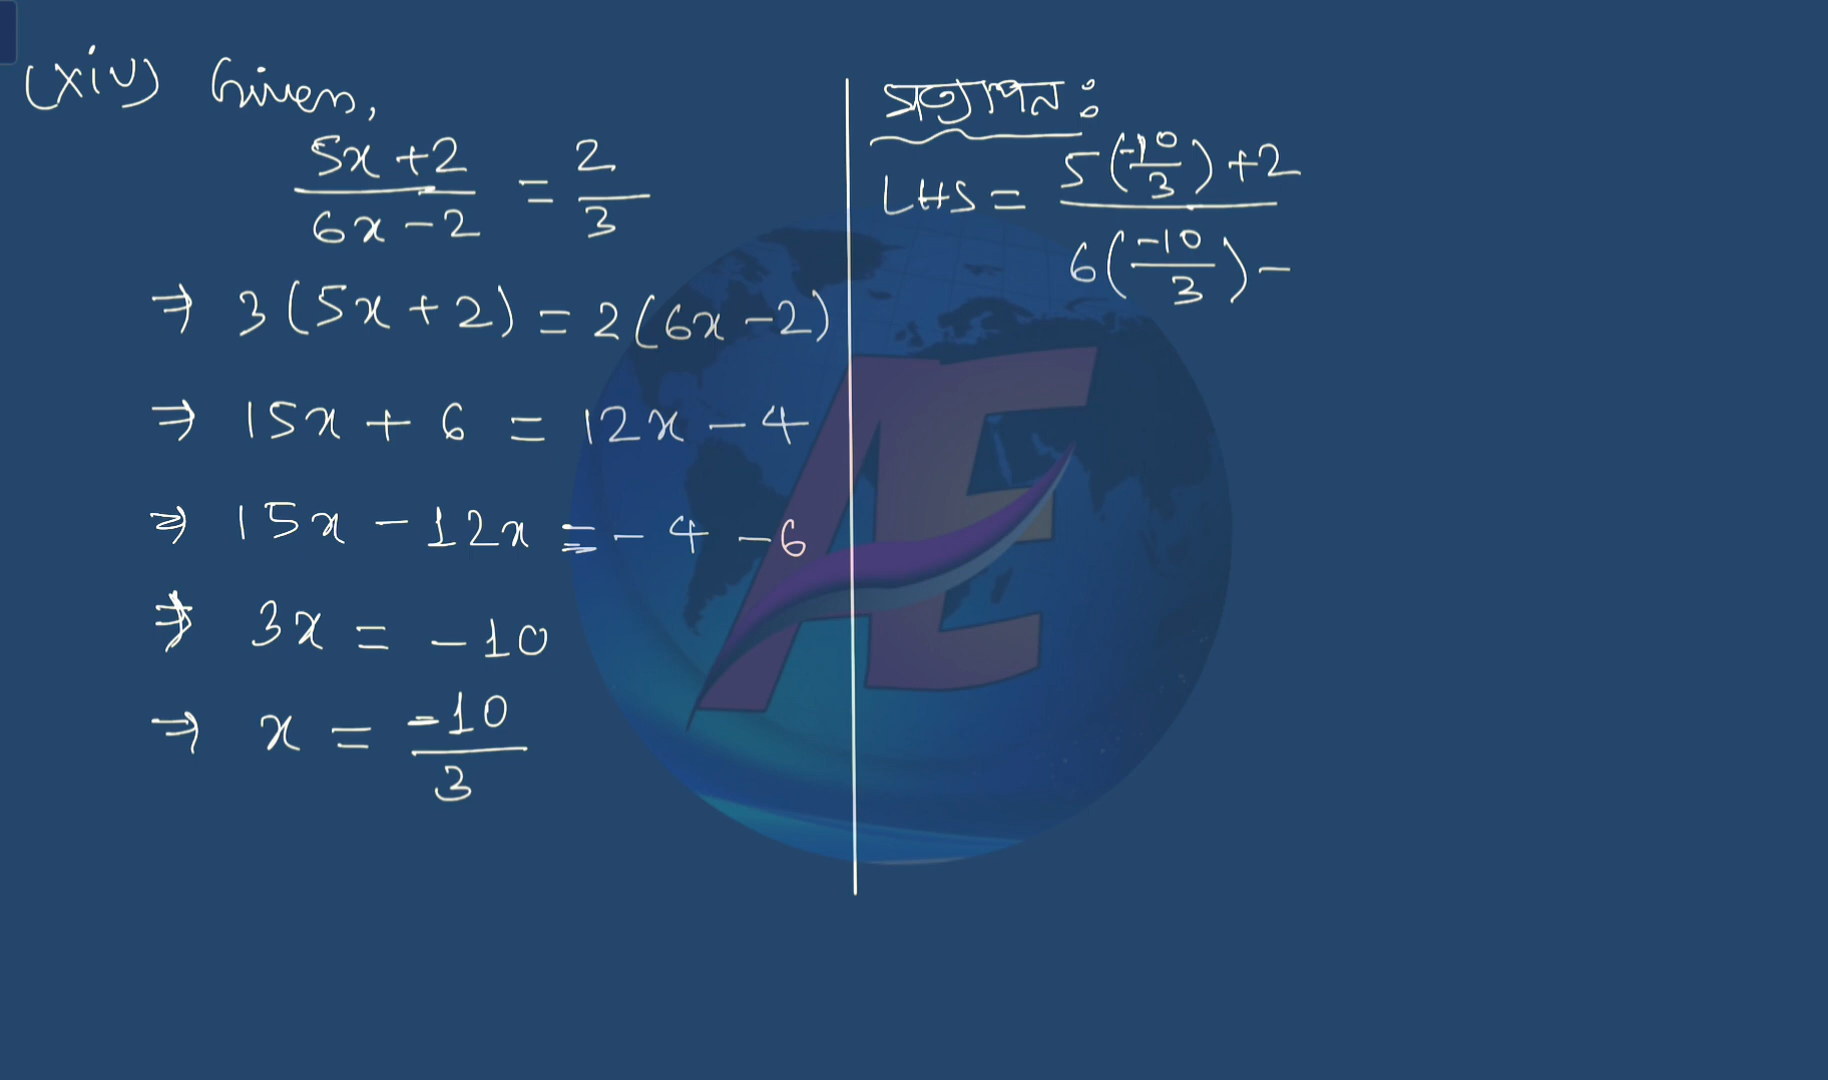 (xiv) Given,
5x+2/6x-2 = 2/3
⇒ 3(5x+2) = 2(6x-2)
⇒ 15x + 6 = 12x - 4
⇒ 15x - 12x = - 4 - 6
⇒ 3x = - 10
⇒ x = -10/3
সত্যাপন :
LHS = 5(-10/3)+2 / 6(-10/3)-
AE